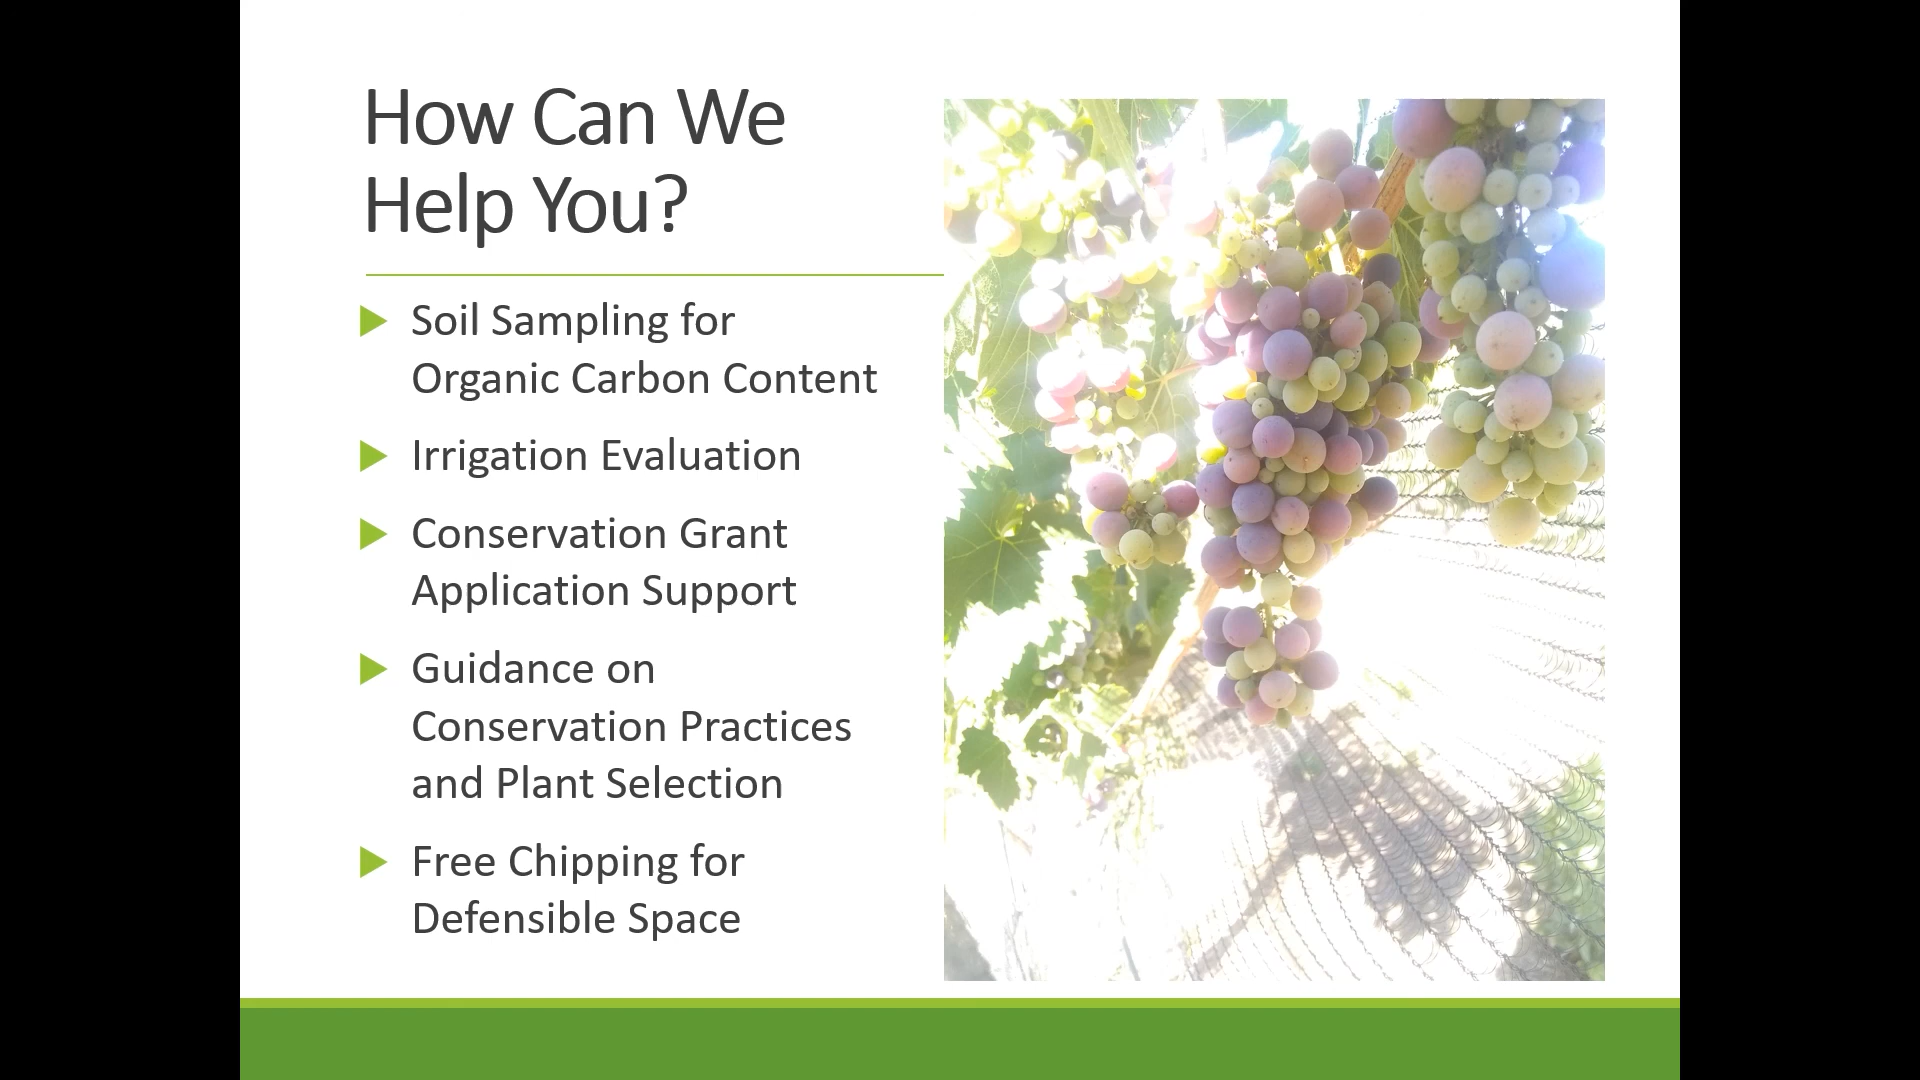 How Can We
Help You?
Soil Sampling for
Organic Carbon Content
Irrigation Evaluation
Conservation Grant
Application Support
Guidance on
Conservation Practices
and Plant Selection
Free Chipping for
Defensible Space